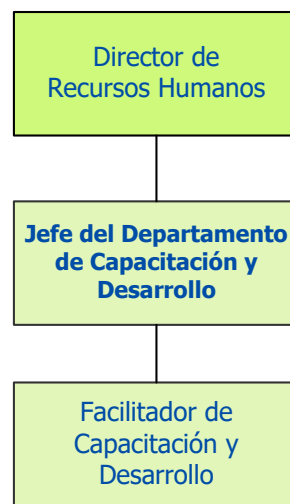 Director de
Recursos Humanos
Jefe del Departamento
de Capacitación y
Desarrollo
Facilitador de
Capacitación y
Desarrollo